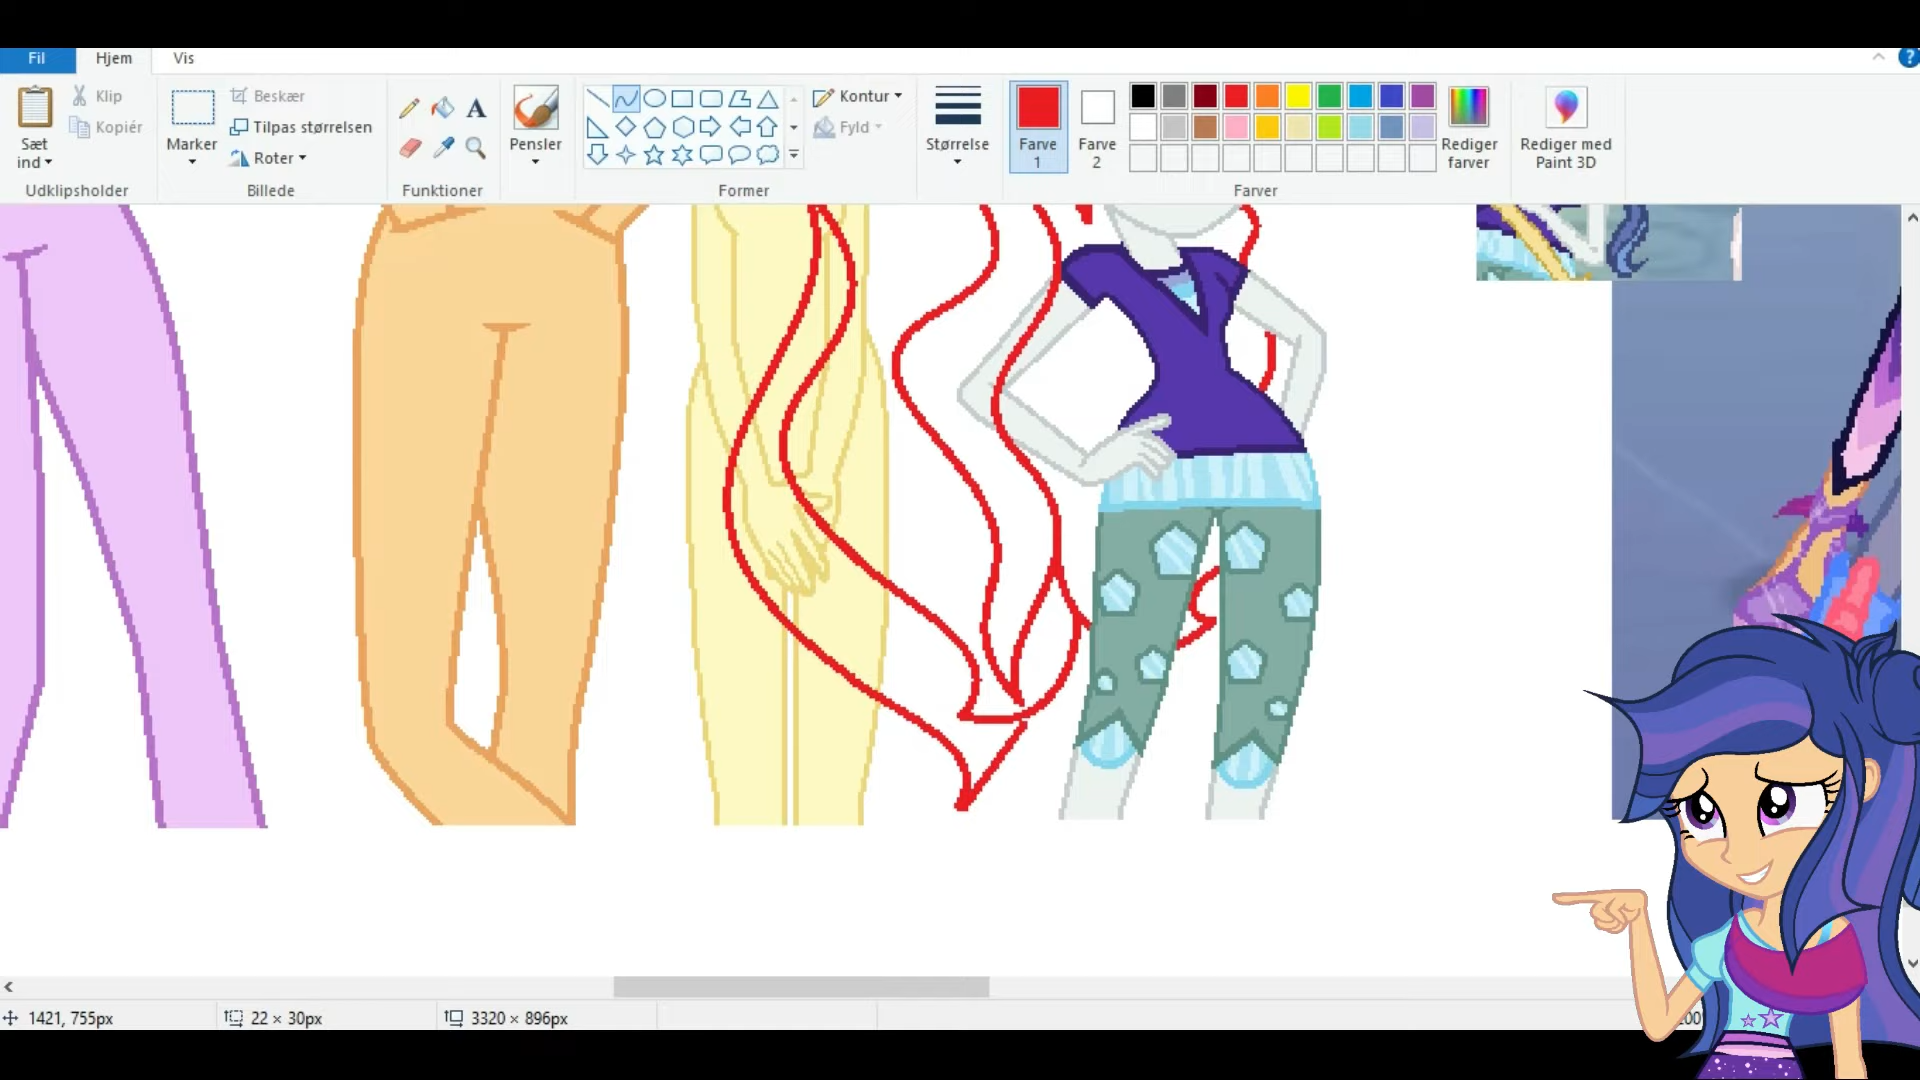 Fil Hjem Vis
Klip
Kopiér
Sæt
ind
Udklipsholder
Marker
Beskær
Tilpas størrelsen
Roter
Billede
A
Funktioner
Pensler
Former
Kontur
Fyld
Størrelse
Farve
1
Farve
2
Rediger
farver
Farver
Rediger med
Paint 3D
?
1421, 755px
22 × 30px
3320 × 896px